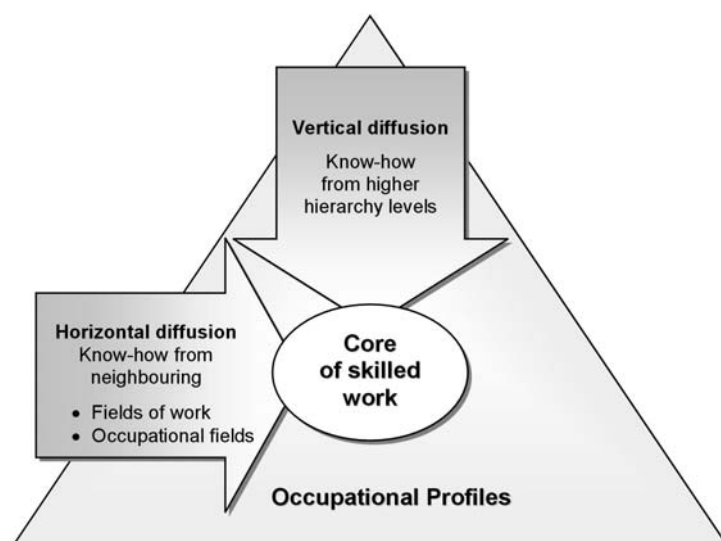 Vertical diffusion
Know-how
from higher
hierarchy levels
Horizontal diffusion
Know-how from
neighbouring
• Fields of work
• Occupational fields
Core
of skilled
work
Occupational Profiles